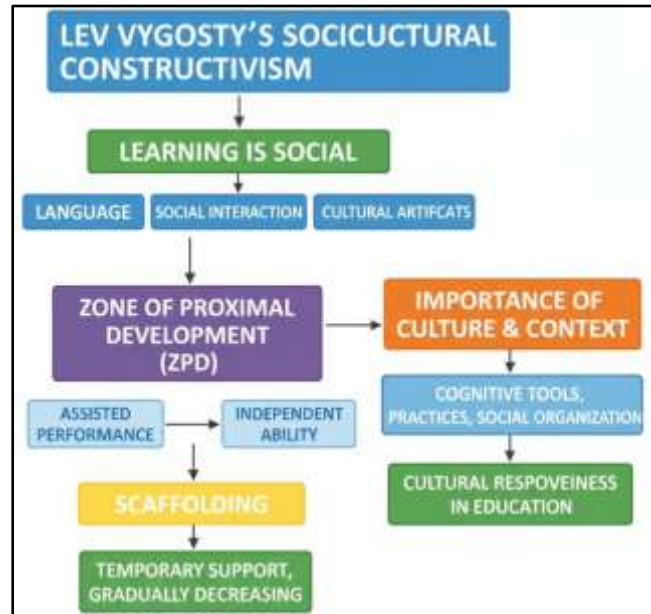 LEV VYGOSTY'S SOCICUCTURAL
CONSTRUCTIVISM
LEARNING IS SOCIAL
LANGUAGE
SOCIAL INTERACTION
CULTURAL ARTIFCATS
ZONE OF PROXIMAL
DEVELOPMENT
(ZPD)
IMPORTANCE OF
CULTURE & CONTEXT
COGNITIVE TOOLS,
PRACTICES, SOCIAL ORGANIZATION
ASSISTED
PERFORMANCE
INDEPENDENT
ABILITY
CULTURAL RESPOVEINESS
IN EDUCATION
SCAFFOLDING
TEMPORARY SUPPORT,
GRADUALLY DECREASING